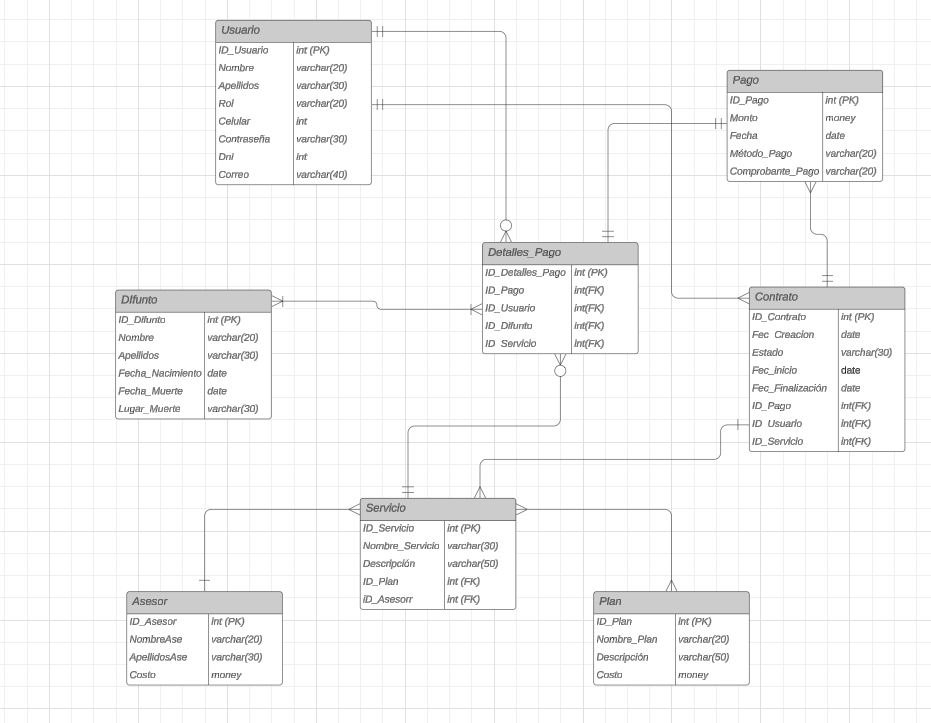 Usuario
ID_Usuario int (PK)
Nombre varchar(20)
Apellidos varchar(30)
Rol varchar(20)
Celular int
Contraseña varchar(30)
Dni int
Correo varchar(40)
Pago
ID_Pago int (PK)
Monto money
Fecha date
Método_Pago varchar(20)
Comprobante_Pago varchar(20)
Detalles_Pago
ID_Detalles_Pago int (PK)
ID_Pago int(FK)
ID_Usuario int(FK)
ID_Difunto int(FK)
ID_Servicio int(FK)
DIfunto
ID_Difunto int (PK)
Nombre varchar(20)
Apellidos varchar(30)
Fecha_Nacimiento date
Fecha_Muerte date
Lugar_Muerte varchar(30)
Contrato
ID_Contrato int (PK)
Fec_Creacion date
Estado varchar(30)
Fec_inicio date
Fec_Finalización date
ID_Pago int(FK)
ID_Usuario int(FK)
ID_Servicio int(FK)
Servicio
ID_Servicio int (PK)
Nombre_Servicio varchar(30)
Descripción varchar(50)
ID_Plan int (FK)
ID_Asesorr int (FK)
Asesor
ID_Asesor int (PK)
NombreAse varchar(20)
ApellidosAse varchar(30)
Costo money
Plan
ID_Plan int (PK)
Nombre_Plan varchar(20)
Descripción varchar(50)
Costo money